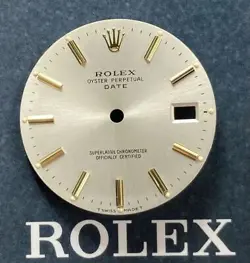 ROLEX
OYSTER PERPETUAL
DATE
SUPERLATIVE CHRONOMETER
OFFICIALLY CERTIFIED
ROLEX